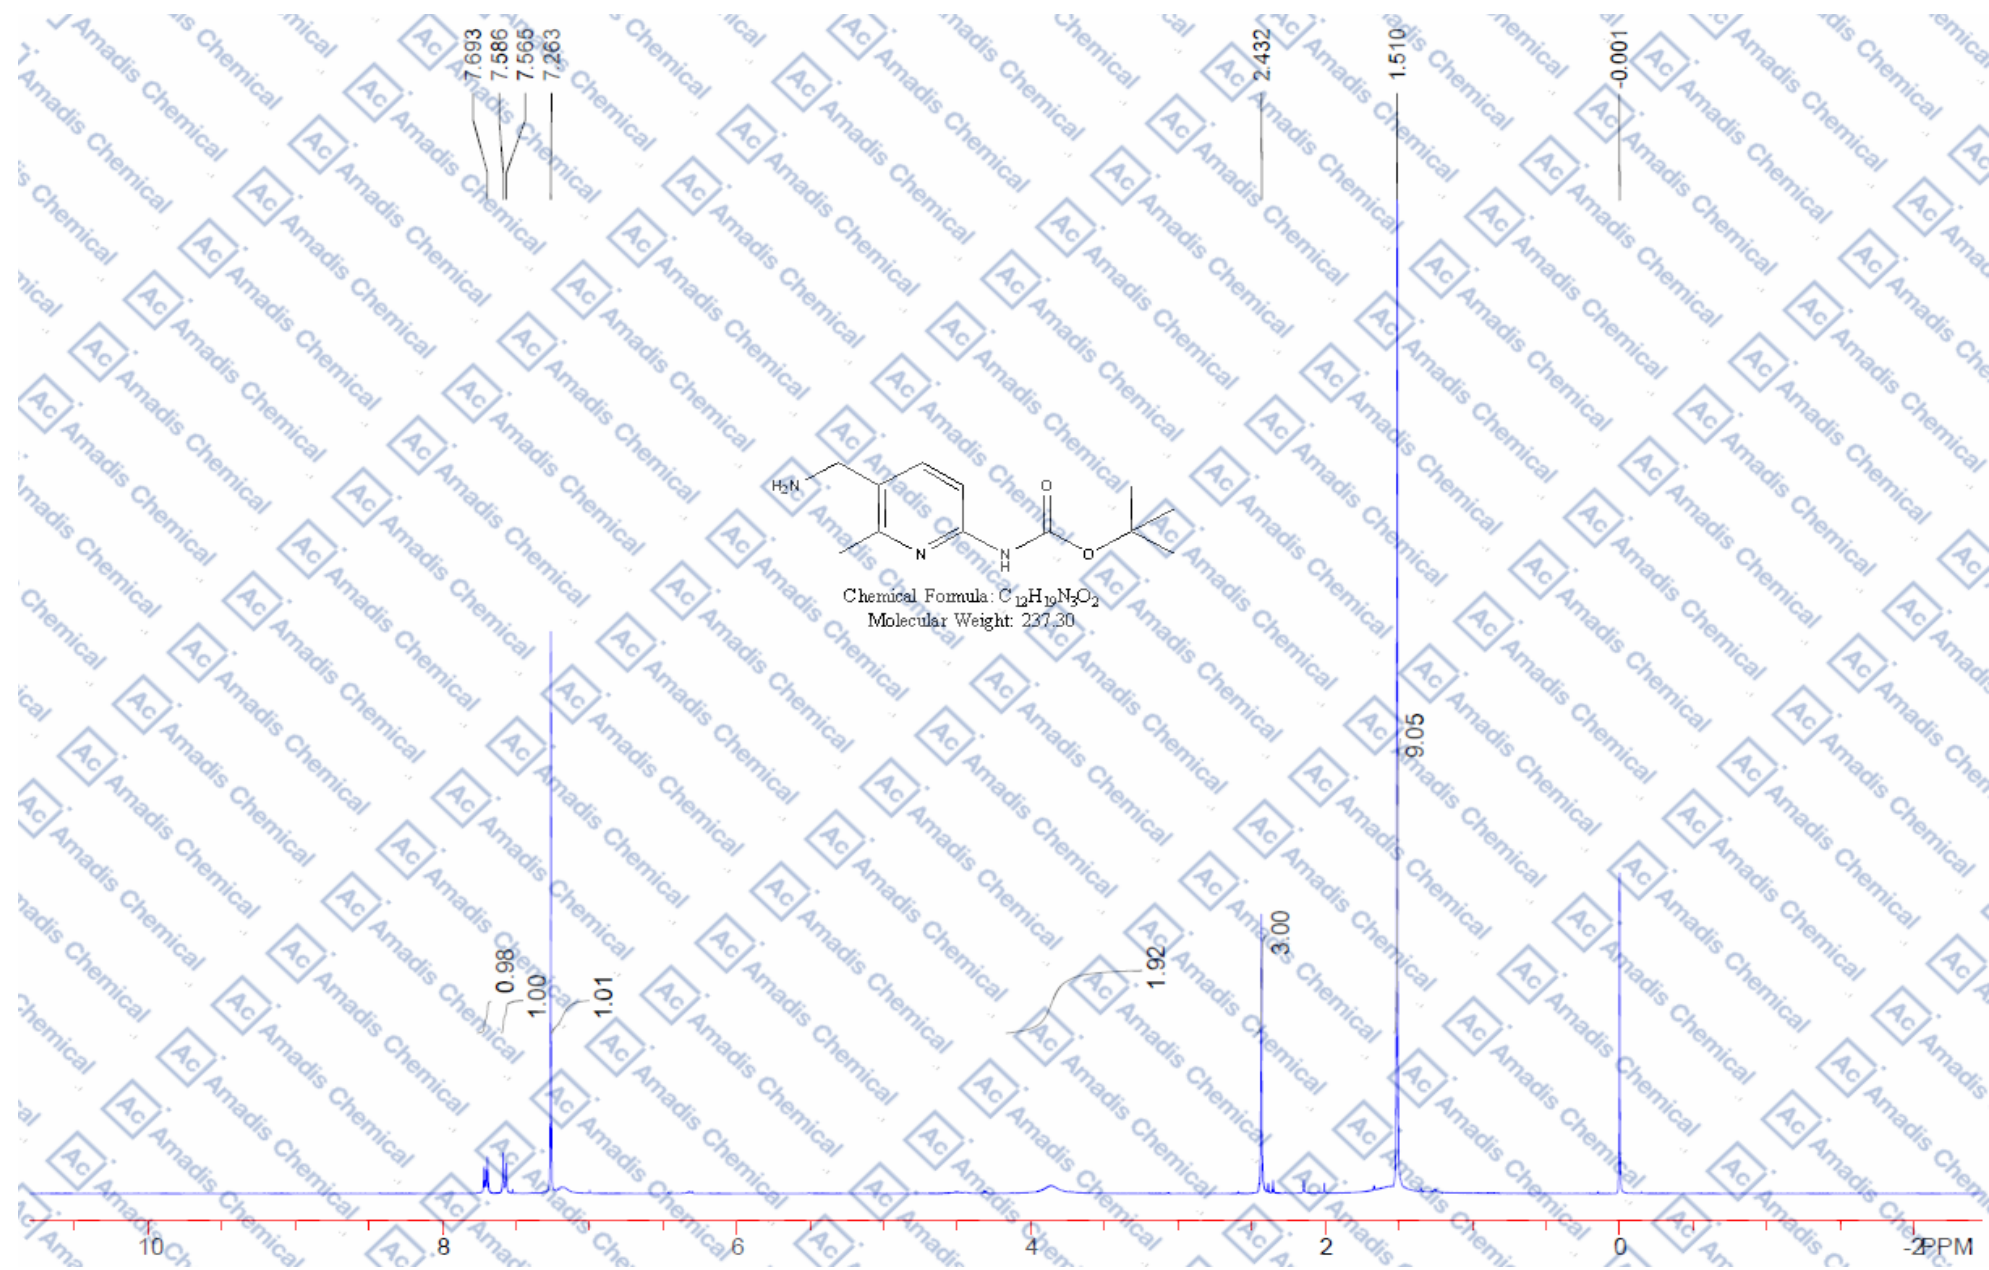 7.693
7.586
7.565
7.263
2.432
1.510
-0.001
H₂N
N
N
H
O
O
Chemical Formula: C₁₂H₁₉N₃O₂
Molecular Weight: 237.30
0.98
1.00
1.01
1.92
3.00
9.05
10
8
6
4
2
0
-2
PPM
Ac Amadis Chemical